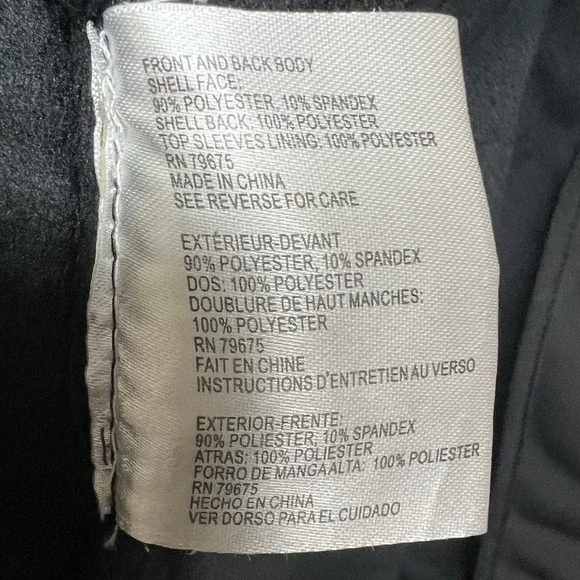 FRONT AND BACK BODY
SHELL FACE:
90% POLYESTER, 10% SPANDEX
SHELL BACK: 100% POLYESTER
TOP SLEEVES LINING: 100% POLYESTER
RN 79675
MADE IN CHINA
SEE REVERSE FOR CARE
EXTÉRIEUR-DEVANT
90% POLYESTER, 10% SPANDEX
DOS: 100% POLYESTER
DOUBLURE DE HAUT MANCHES:
100% POLYESTER
RN 79675
FAIT EN CHINE
INSTRUCTIONS D'ENTRETIEN AU VERSO
EXTERIOR-FRENTE:
90% POLIESTER, 10% SPANDEX
ATRAS: 100% POLIESTER
FORRO DE MANGA ALTA: 100% POLIESTER
RN 79675
HECHO EN CHINA
VER DORSO PARA EL CUIDADO